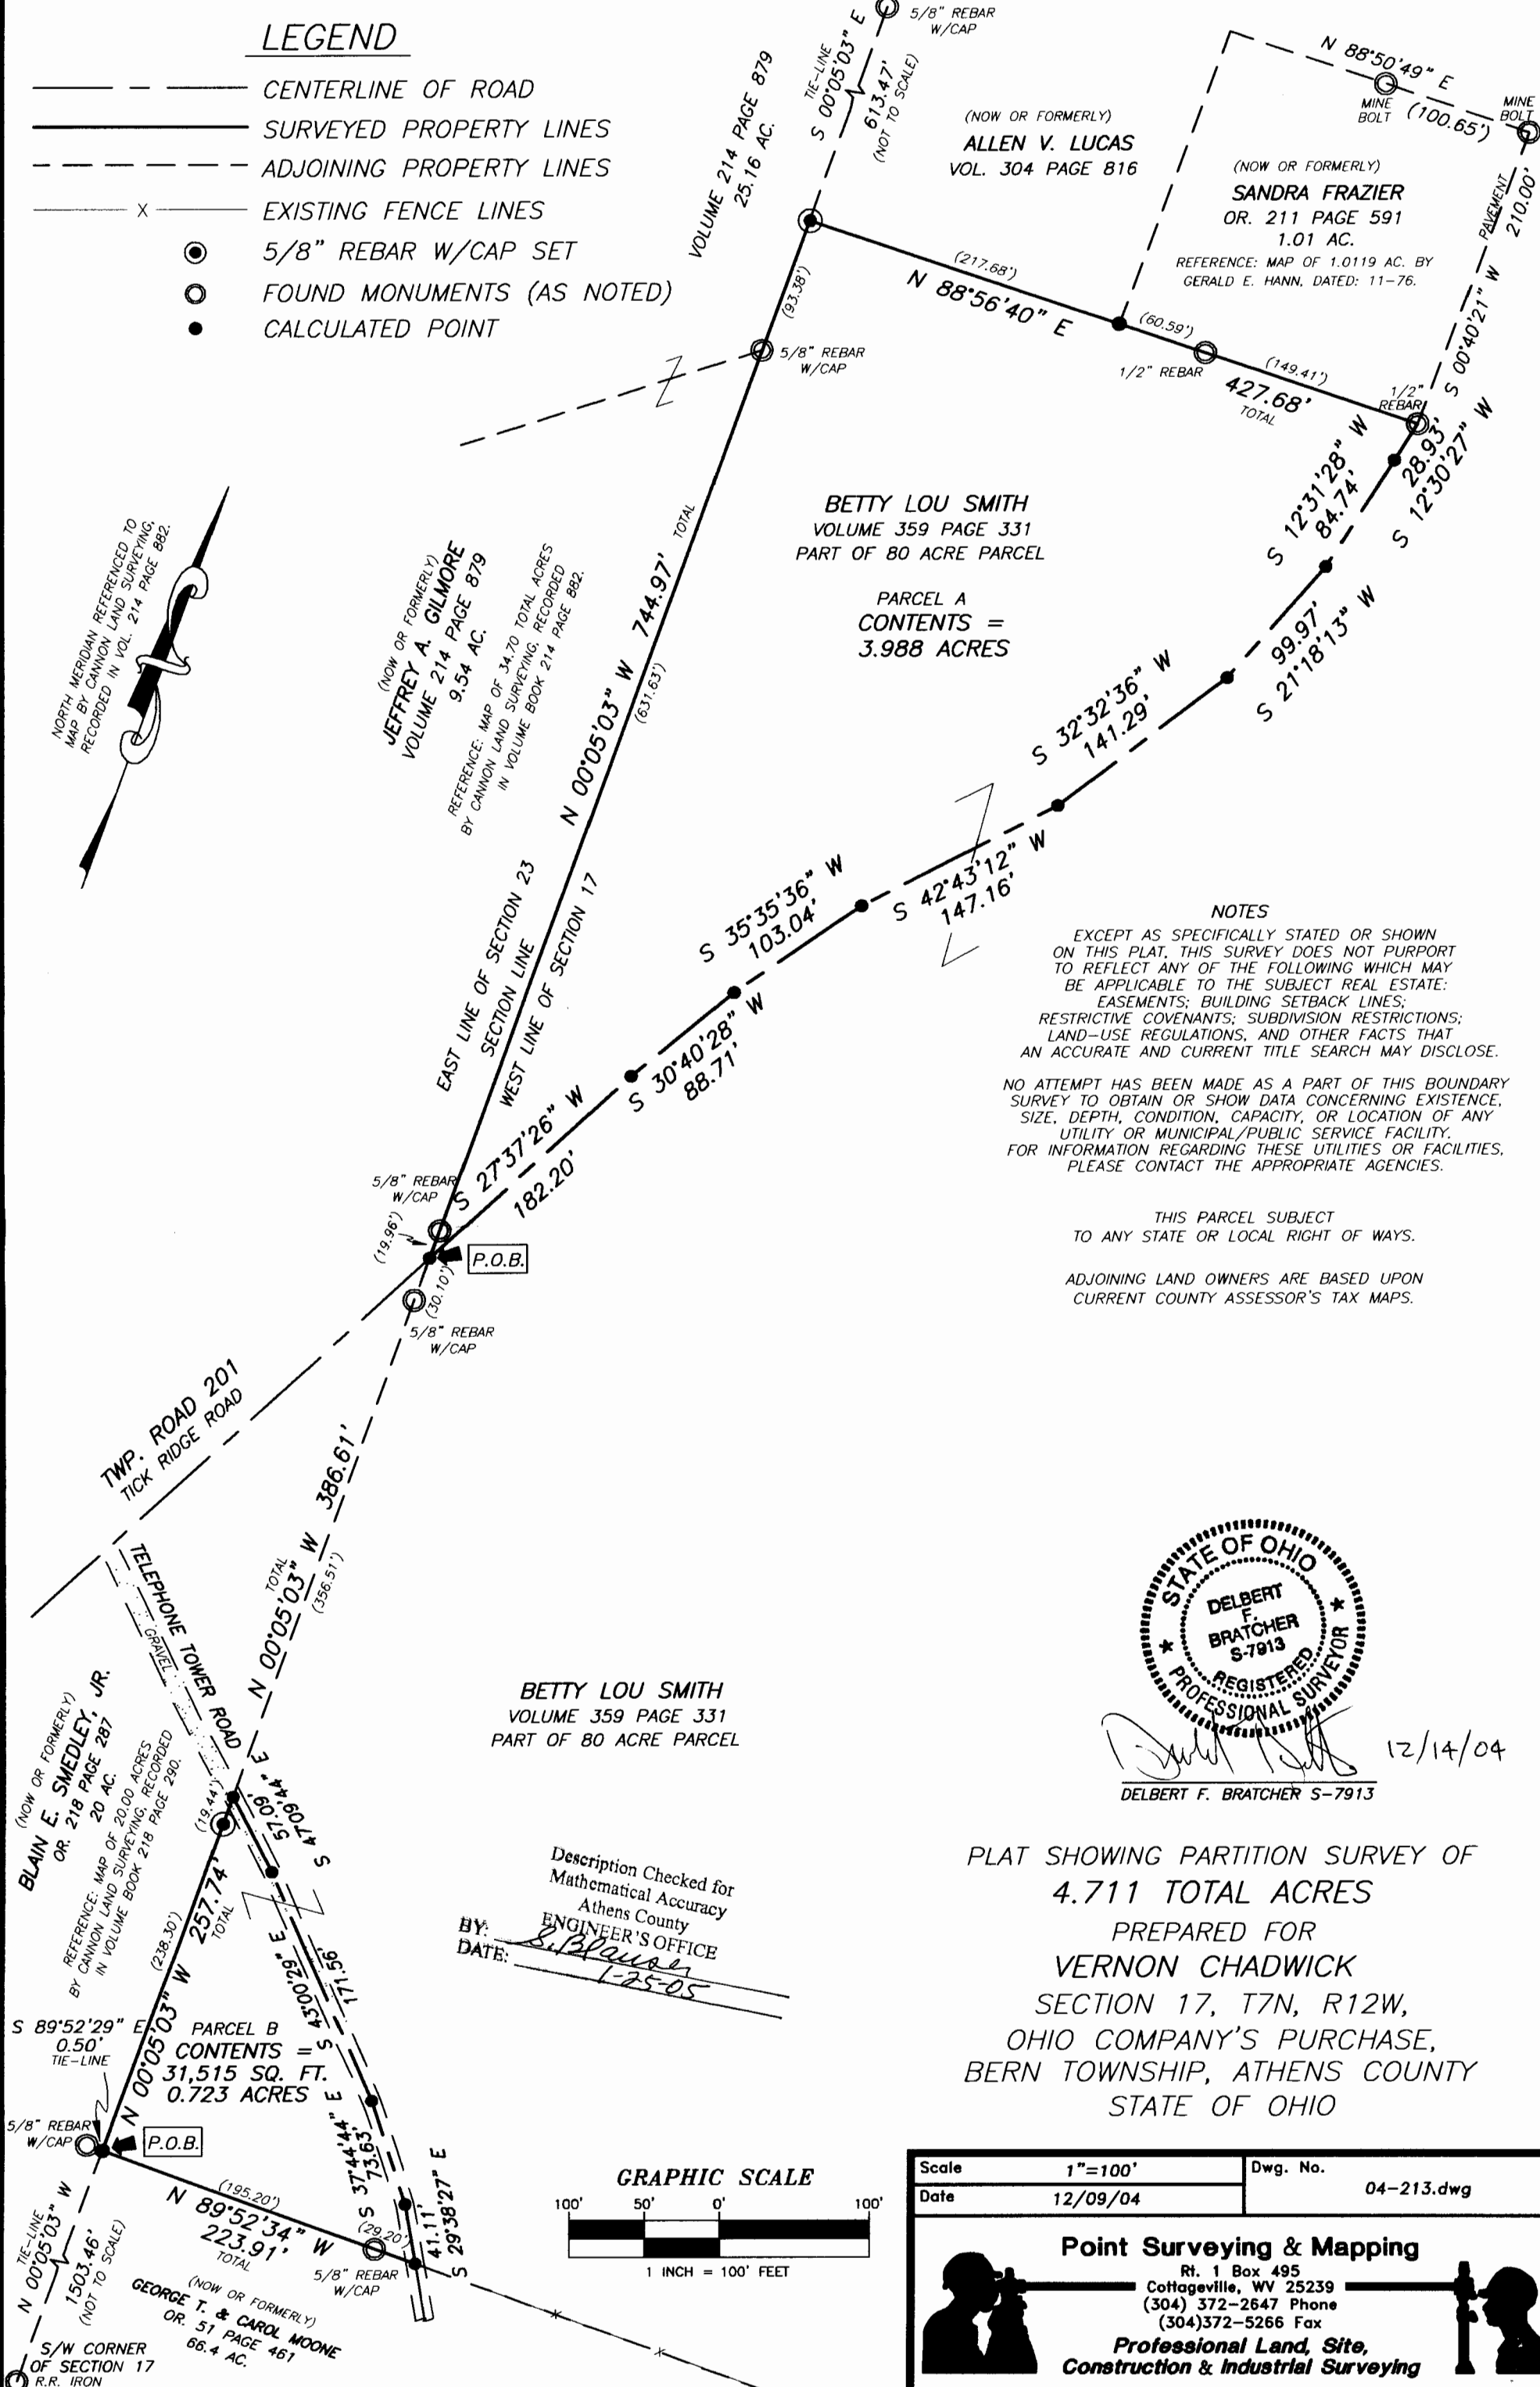 LEGEND
CENTERLINE OF ROAD
SURVEYED PROPERTY LINES
ADJOINING PROPERTY LINES
X
EXISTING FENCE LINES
5/8" REBAR W/CAP SET
FOUND MONUMENTS (AS NOTED)
CALCULATED POINT
VOLUME 214 PAGE 879
25.16 AC.
TIE-LINE
S 00°05'03" E
613.47'
(NOT TO SCALE)
5/8" REBAR
W/CAP
(NOW OR FORMERLY)
ALLEN V. LUCAS
VOL. 304 PAGE 816
N 88°50'49" E
(100.65')
MINE
BOLT
MINE
BOLT
(NOW OR FORMERLY)
SANDRA FRAZIER
OR. 211 PAGE 591
1.01 AC.
REFERENCE: MAP OF 1.0119 AC. BY
GERALD E. HANN, DATED: 11-76.
PAVEMENT
S 00°40'21" W
210.00'
(93.38')
(217.68')
N 88°56'40" E
(60.59')
(149.41')
427.68'
TOTAL
1/2" REBAR
1/2"
REBAR
5/8" REBAR
W/CAP
28.93'
S 12°30'27" W
S 12°31'28" W
84.74'
99.97'
S 21°18'13" W
S 32°32'36" W
141.29'
S 42°43'12" W
147.16'
S 35°35'36" W
103.04'
S 30°40'28" W
88.71'
S 27°37'26" W
182.20'
BETTY LOU SMITH
VOLUME 359 PAGE 331
PART OF 80 ACRE PARCEL
PARCEL A
CONTENTS =
3.988 ACRES
NORTH MERIDIAN REFERENCED TO
MAP BY CANNON LAND SURVEYING,
RECORDED IN VOL. 214 PAGE 882.
(NOW OR FORMERLY)
JEFFREY A. GILMORE
VOLUME 214 PAGE 879
9.54 AC.
REFERENCE: MAP OF 34.70 TOTAL ACRES
BY CANNON LAND SURVEYING, RECORDED
IN VOLUME BOOK 214 PAGE 882.
N 00°05'03" W 744.97' TOTAL
(631.63')
EAST LINE OF SECTION 23
SECTION LINE
WEST LINE OF SECTION 17
NOTES
EXCEPT AS SPECIFICALLY STATED OR SHOWN
ON THIS PLAT, THIS SURVEY DOES NOT PURPORT
TO REFLECT ANY OF THE FOLLOWING WHICH MAY
BE APPLICABLE TO THE SUBJECT REAL ESTATE:
EASEMENTS; BUILDING SETBACK LINES;
RESTRICTIVE COVENANTS; SUBDIVISION RESTRICTIONS;
LAND-USE REGULATIONS, AND OTHER FACTS THAT
AN ACCURATE AND CURRENT TITLE SEARCH MAY DISCLOSE.
NO ATTEMPT HAS BEEN MADE AS A PART OF THIS BOUNDARY
SURVEY TO OBTAIN OR SHOW DATA CONCERNING EXISTENCE,
SIZE, DEPTH, CONDITION, CAPACITY, OR LOCATION OF ANY
UTILITY OR MUNICIPAL/PUBLIC SERVICE FACILITY.
FOR INFORMATION REGARDING THESE UTILITIES OR FACILITIES,
PLEASE CONTACT THE APPROPRIATE AGENCIES.
THIS PARCEL SUBJECT
TO ANY STATE OR LOCAL RIGHT OF WAYS.
ADJOINING LAND OWNERS ARE BASED UPON
CURRENT COUNTY ASSESSOR'S TAX MAPS.
5/8" REBAR
W/CAP
(19.96')
P.O.B.
(30.10')
5/8" REBAR
W/CAP
TWP. ROAD 201
TICK RIDGE ROAD
TOTAL
N 00°05'03" W 386.61'
(356.51')
TELEPHONE TOWER ROAD
GRAVEL
(NOW OR FORMERLY)
BLAIN E. SMEDLEY, JR.
OR. 218 PAGE 287
20 AC.
REFERENCE: MAP OF 20.00 ACRES
BY CANNON LAND SURVEYING, RECORDED
IN VOLUME BOOK 218 PAGE 290.
(19.44')
S 47°09'44" E
57.09'
BETTY LOU SMITH
VOLUME 359 PAGE 331
PART OF 80 ACRE PARCEL
N 00°05'03" W 257.74'
TOTAL
(238.30')
S 43°00'29" E
171.56'
S 89°52'29" E
0.50'
TIE-LINE
PARCEL B
CONTENTS =
31,515 SQ. FT.
0.723 ACRES
5/8" REBAR
W/CAP
P.O.B.
S 37°44'44" E
73.63'
41.11'
S 29°38'27" E
(195.20')
N 89°52'34" W
223.91'
TOTAL
(29.20')
5/8" REBAR
W/CAP
TIE-LINE
N 00°05'03" W
1503.46'
(NOT TO SCALE)
(NOW OR FORMERLY)
GEORGE T. & CAROL MOONE
OR. 51 PAGE 461
66.4 AC.
S/W CORNER
OF SECTION 17
R.R. IRON
X
X
Description Checked for
Mathematical Accuracy
Athens County
ENGINEER'S OFFICE
BY: S. Blauser
DATE: 1-25-05
STATE OF OHIO
DELBERT
F.
BRATCHER
S-7913
REGISTERED
PROFESSIONAL SURVEYOR
12/14/04
DELBERT F. BRATCHER S-7913
PLAT SHOWING PARTITION SURVEY OF
4.711 TOTAL ACRES
PREPARED FOR
VERNON CHADWICK
SECTION 17, T7N, R12W,
OHIO COMPANY'S PURCHASE,
BERN TOWNSHIP, ATHENS COUNTY
STATE OF OHIO
GRAPHIC SCALE
100' 50' 0' 100'
1 INCH = 100' FEET
Scale 1"=100'
Dwg. No. 04-213.dwg
Date 12/09/04
Point Surveying & Mapping
Rt. 1 Box 495
Cottageville, WV 25239
(304) 372-2647 Phone
(304)372-5266 Fax
Professional Land, Site,
Construction & Industrial Surveying